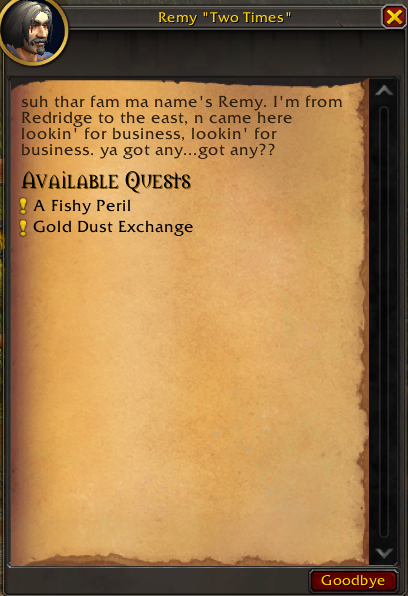 Remy "Two Times"
suh thar fam ma name's Remy. I'm from
Redridge to the east, n came here
lookin' for business, lookin' for
business. ya got any...got any??
Available Quests
A Fishy Peril
Gold Dust Exchange
Goodbye